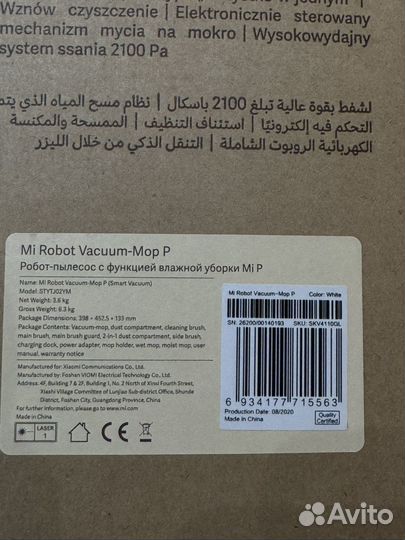 Wznów czyszczenie | Elektronicznie sterowany
mechanizm mycia na mokro | Wysokowydajny
system ssania 2100 Pa
لشفط بقوة عالية تبلغ 2100 باسكال | نظام مسح المياه الذي يتم
التحكم فيه إلكترونيًا | استئناف التنظيف | الممسحة والمكنسة
الكهربائية الروبوت الشاملة | التنقل الذكي من خلال الليزر
Mi Robot Vacuum-Mop P
Робот-пылесос с функцией влажной уборки Mi P
Name: Mi Robot Vacuum-Mop P (Smart Vacuum)
Model: STYTJ02YM
Net Weight: 3.6 kg
Gross Weight: 6.3 kg
Package Dimensions: 398 × 452.5 × 133 mm
Package Contents: Vacuum-mop, dust compartment, cleaning brush,
main brush, main brush guard, 2-in-1 dust compartment, side brush,
charging dock, power adapter, mop holder, wet mop, moist mop, user
manual, warranty notice
Manufactured for: Xiaomi Communications Co., Ltd.
Manufactured by: Foshan VIOMI Electrical Technology Co., Ltd
Address: 4F, Building 7 & 2F, Building 1, No. 2 North of Xinxi Fourth Street,
Xiashi Village Committee of Lunjiao Sub-district Office, Shunde
District, Foshan City, Guangdong Province, China
For further information, please go to www.mi.com
Made in China
LASER
1
CE
EAC
Mi Robot Vacuum-Mop P
Color: White
SN: 26200/00140193
SKU: SKV4110GL
6 934177 715563
Production Date: 08/2020
Quality
Certified
Avito